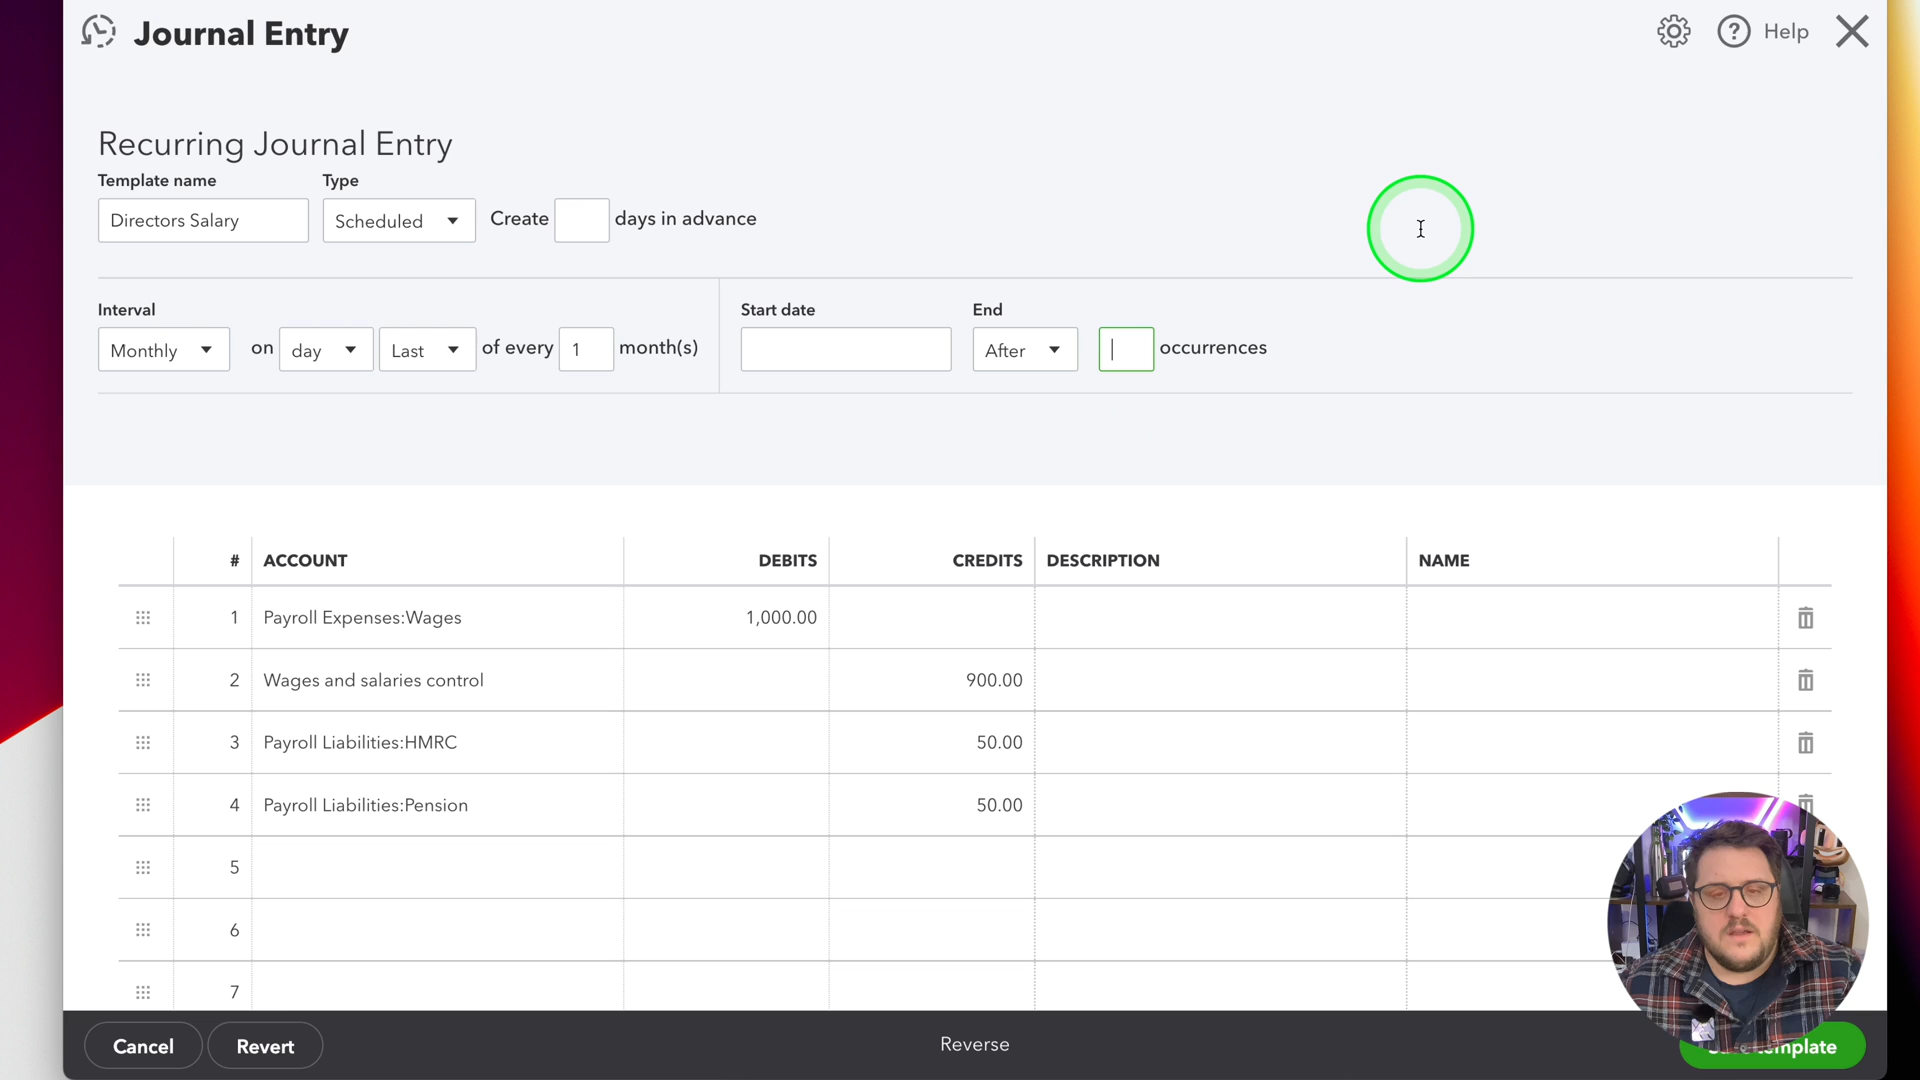 Journal Entry
Help
Recurring Journal Entry
Template name
Type
Directors Salary
Scheduled
Create
days in advance
Interval
Start date
End
Monthly
on
day
Last
of every
1
month(s)
After
occurrences
# ACCOUNT DEBITS CREDITS DESCRIPTION NAME
1 Payroll Expenses:Wages 1,000.00
2 Wages and salaries control 900.00
3 Payroll Liabilities:HMRC 50.00
4 Payroll Liabilities:Pension 50.00
5
6
7
Cancel
Revert
Reverse